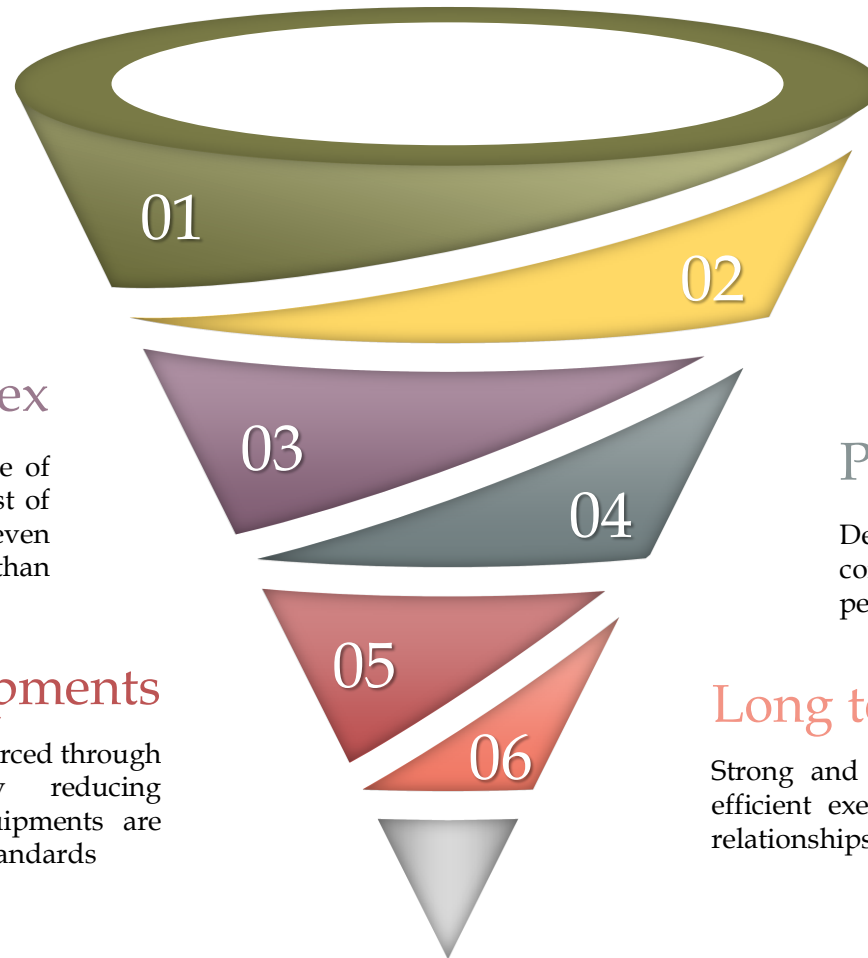 01
02
03
04
05
06
ex
e of
st of
even
than
pments
rced through
reducing
uipments are
andards
P
De
co
pe
Long t
Strong and
efficient exe
relationships